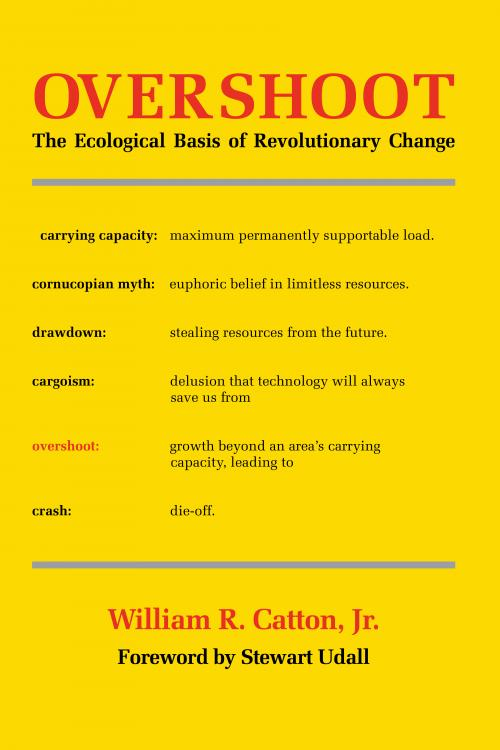 OVERSHOOT
The Ecological Basis of Revolutionary Change
carrying capacity: maximum permanently supportable load.
cornucopian myth: euphoric belief in limitless resources.
drawdown: stealing resources from the future.
cargoism: delusion that technology will always
save us from
overshoot: growth beyond an area's carrying
capacity, leading to
crash: die-off.
William R. Catton, Jr.
Foreword by Stewart Udall